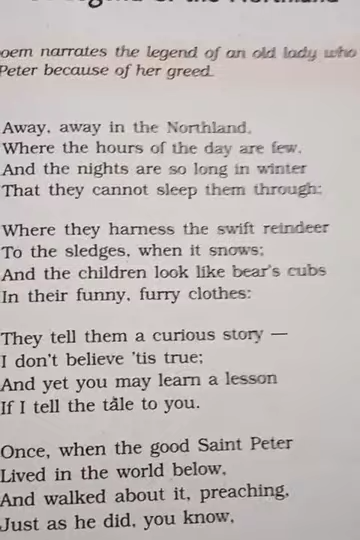 Legend of the Northland
oem narrates the legend of an old lady who
Peter because of her greed.
Away, away in the Northland,
Where the hours of the day are few,
And the nights are so long in winter
That they cannot sleep them through;
Where they harness the swift reindeer
To the sledges, when it snows;
And the children look like bear's cubs
In their funny, furry clothes:
They tell them a curious story —
I don't believe 'tis true;
And yet you may learn a lesson
If I tell the tale to you.
Once, when the good Saint Peter
Lived in the world below,
And walked about it, preaching,
Just as he did, you know,